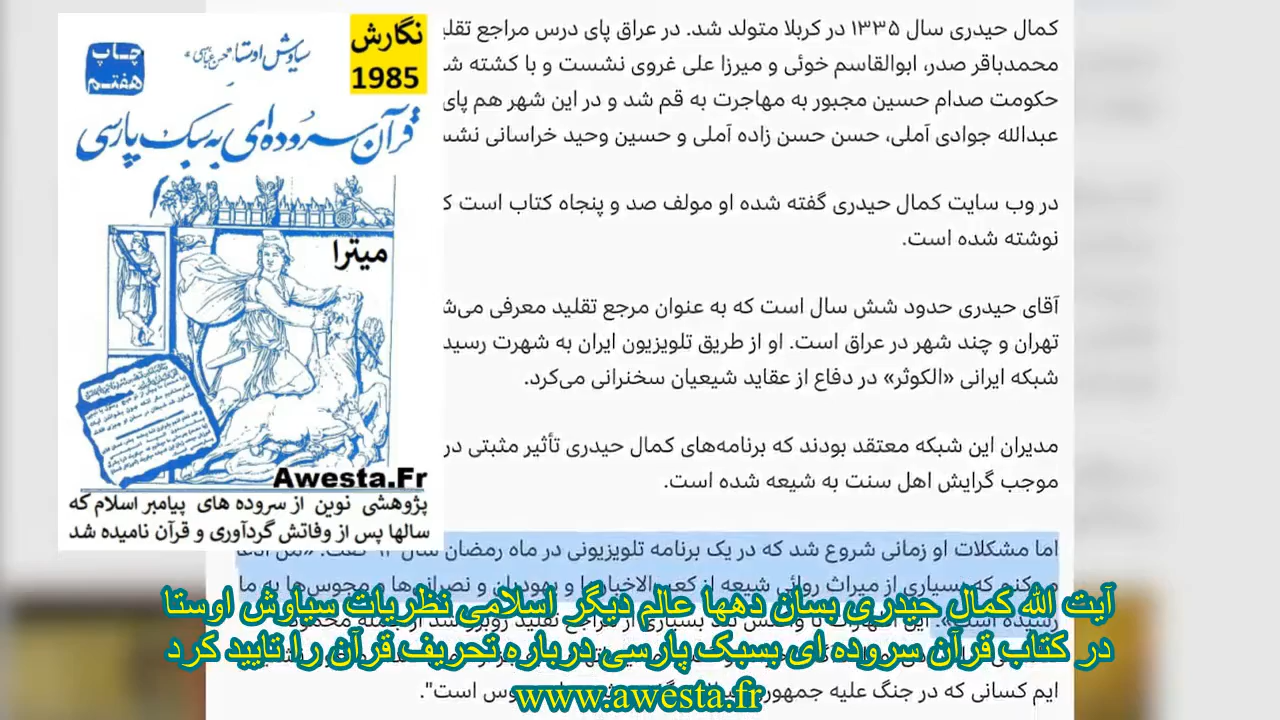 نگارش
1985
چاپ
هفتم
سیاوش اوستا
قرآن سروده‌ای به سبک پارسی
میترا
Awesta.Fr
پژوهشی نوین از سروده های پیامبر اسلام که
سالها پس از وفاتش گردآوری و قرآن نامیده شد
کمال حیدری سال ۱۳۳۵ در کربلا متولد شد. در عراق پای درس مراجع
محمدباقر صدر، ابوالقاسم خوئی و میرزا علی غروی نشست و با کشته
حکومت صدام حسین مجبور به مهاجرت به قم شد و در این شهر هم پای
عبدالله جوادی آملی، حسن حسن زاده آملی و حسین وحید خراسانی
در وب سایت کمال حیدری گفته شده او مولف صد و پنجاه کتاب است
نوشته شده است.
آقای حیدری حدود شش سال است که به عنوان مرجع تقلید معرفی
تهران و چند شهر در عراق است. او از طریق تلویزیون ایران به شهرت
شبکه ایرانی «الکوثر» در دفاع از عقاید شیعیان سخنرانی می‌کرد.
مدیران این شبکه معتقد بودند که برنامه‌های کمال حیدری تأثیر مثبتی در
موجب گرایش اهل سنت به شیعه شده است.
اما مشکلات او زمانی شروع شد که در یک برنامه تلویزیونی در ماه رمضان سال
آیت الله کمال حیدری بسان دهها عالم دیگر اسلامی نظریات سیاوش اوستا
در کتاب قرآن سروده ای بسبک پارسی درباره تحریف قرآن را تایید کرد
ایم کسانی که در جنگ علیه جمهوری
www.awesta.fr